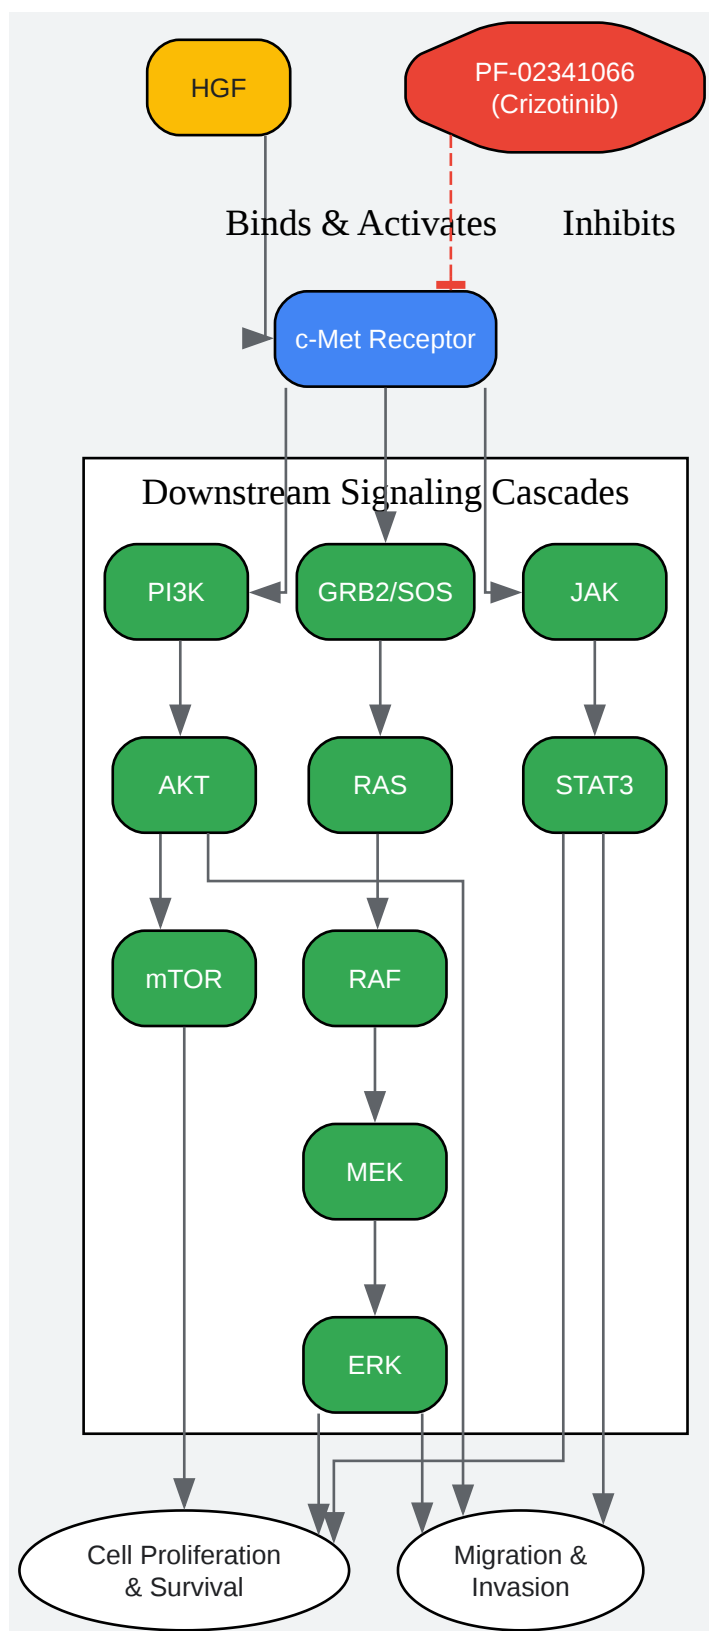 HGF
PF-02341066
(Crizotinib)
Binds & Activates
Inhibits
c-Met Receptor
Downstream Signaling Cascades
PI3K
GRB2/SOS
JAK
AKT
RAS
STAT3
mTOR
RAF
MEK
ERK
Cell Proliferation
& Survival
Migration &
Invasion